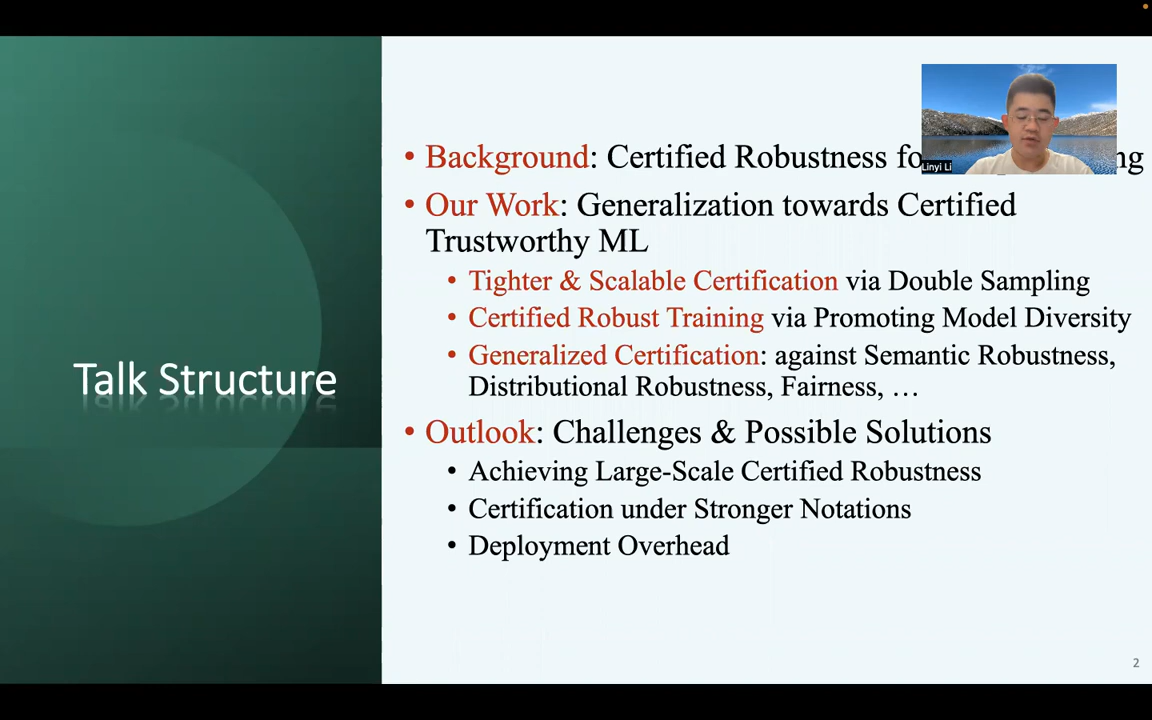 Talk Structure
• Background: Certified Robustness fo ng
Linyi Li
• Our Work: Generalization towards Certified
Trustworthy ML
• Tighter & Scalable Certification via Double Sampling
• Certified Robust Training via Promoting Model Diversity
• Generalized Certification: against Semantic Robustness,
Distributional Robustness, Fairness, …
• Outlook: Challenges & Possible Solutions
• Achieving Large-Scale Certified Robustness
• Certification under Stronger Notations
• Deployment Overhead
2